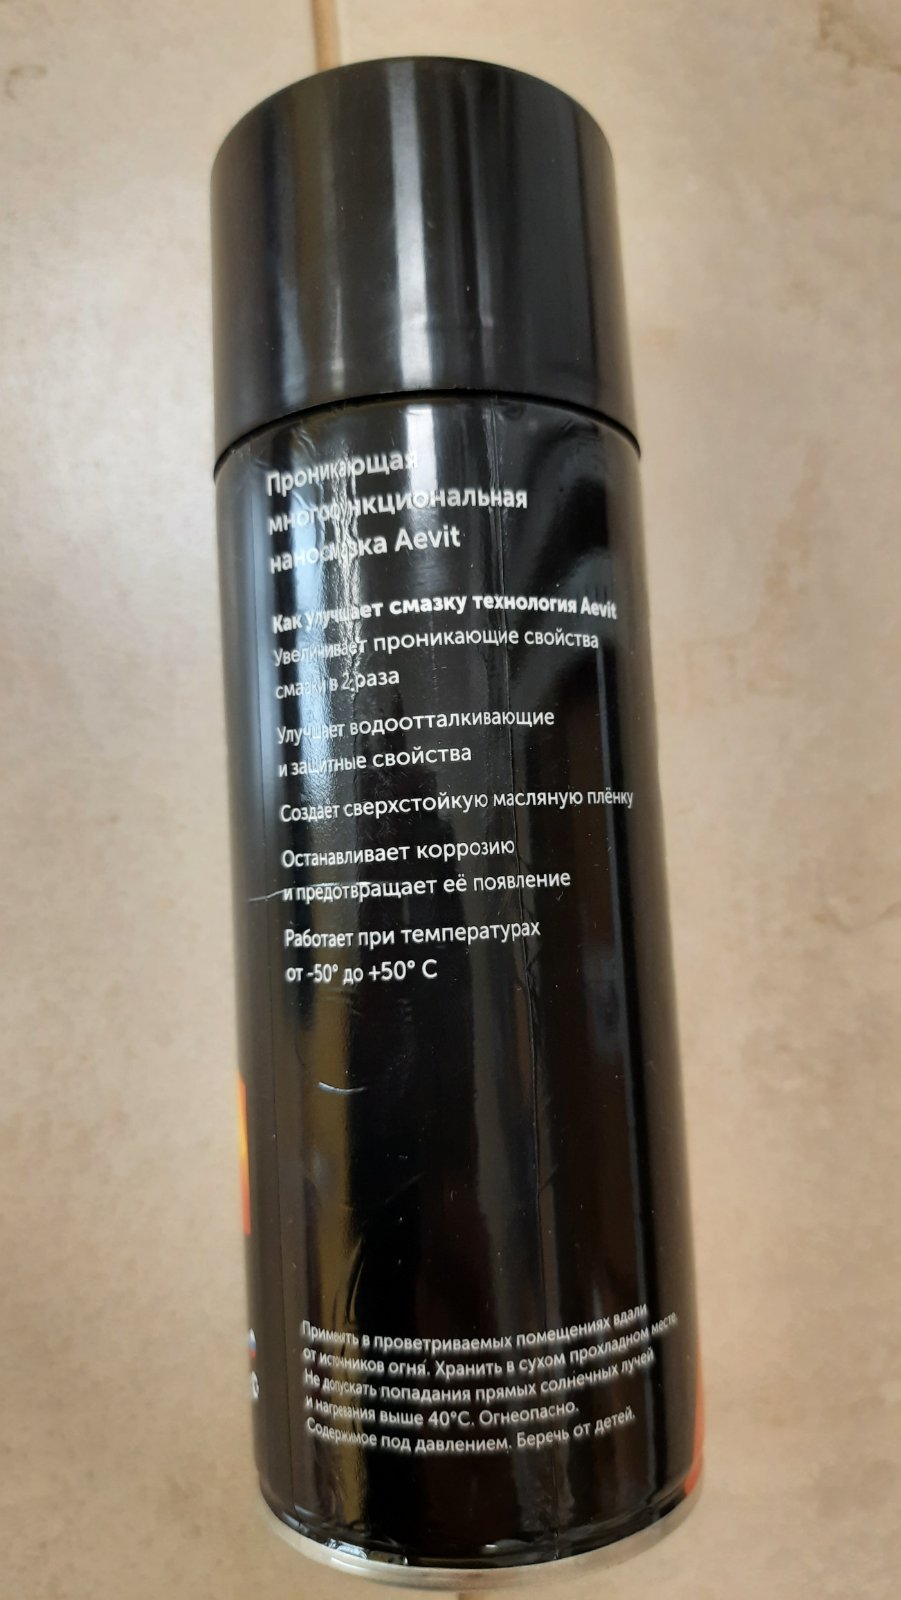 Проникающая
многофункциональная
наносмазка Aevit
Как улучшает смазку технология Aevit
Увеличивает проникающие свойства
смазки в 2 раза
Улучшает водоотталкивающие
и защитные свойства
Создаёт сверхстойкую масляную плёнку
Останавливает коррозию
и предотвращает её появление
Работает при температурах
от -50° до +50° С
Применять в проветриваемых помещениях вдали
от источников огня. Хранить в сухом прохладном месте.
Не допускать попадания прямых солнечных лучей
и нагревания выше 40°С. Огнеопасно.
Содержимое под давлением. Беречь от детей.